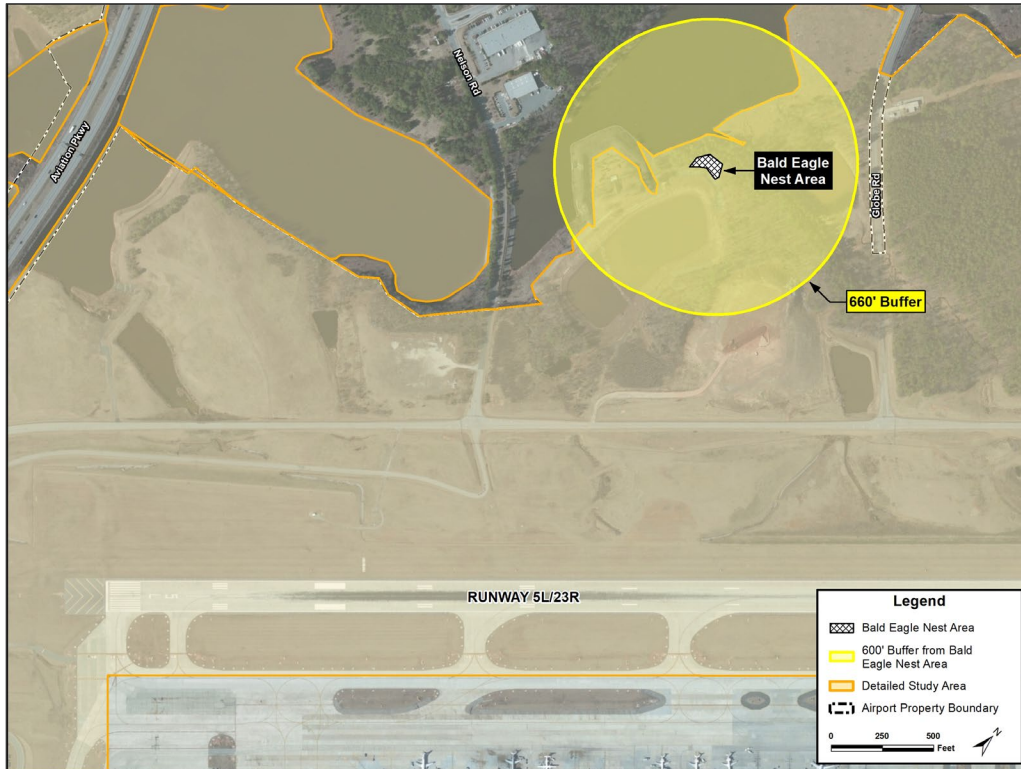 Nelson Rd
Aviation Pkwy
Bald Eagle
Nest Area
Globe Rd
660' Buffer
RUNWAY 5L/23R
Legend
Bald Eagle Nest Area
600' Buffer from Bald
Eagle Nest Area
Detailed Study Area
Airport Property Boundary
0 250 500
Feet
N